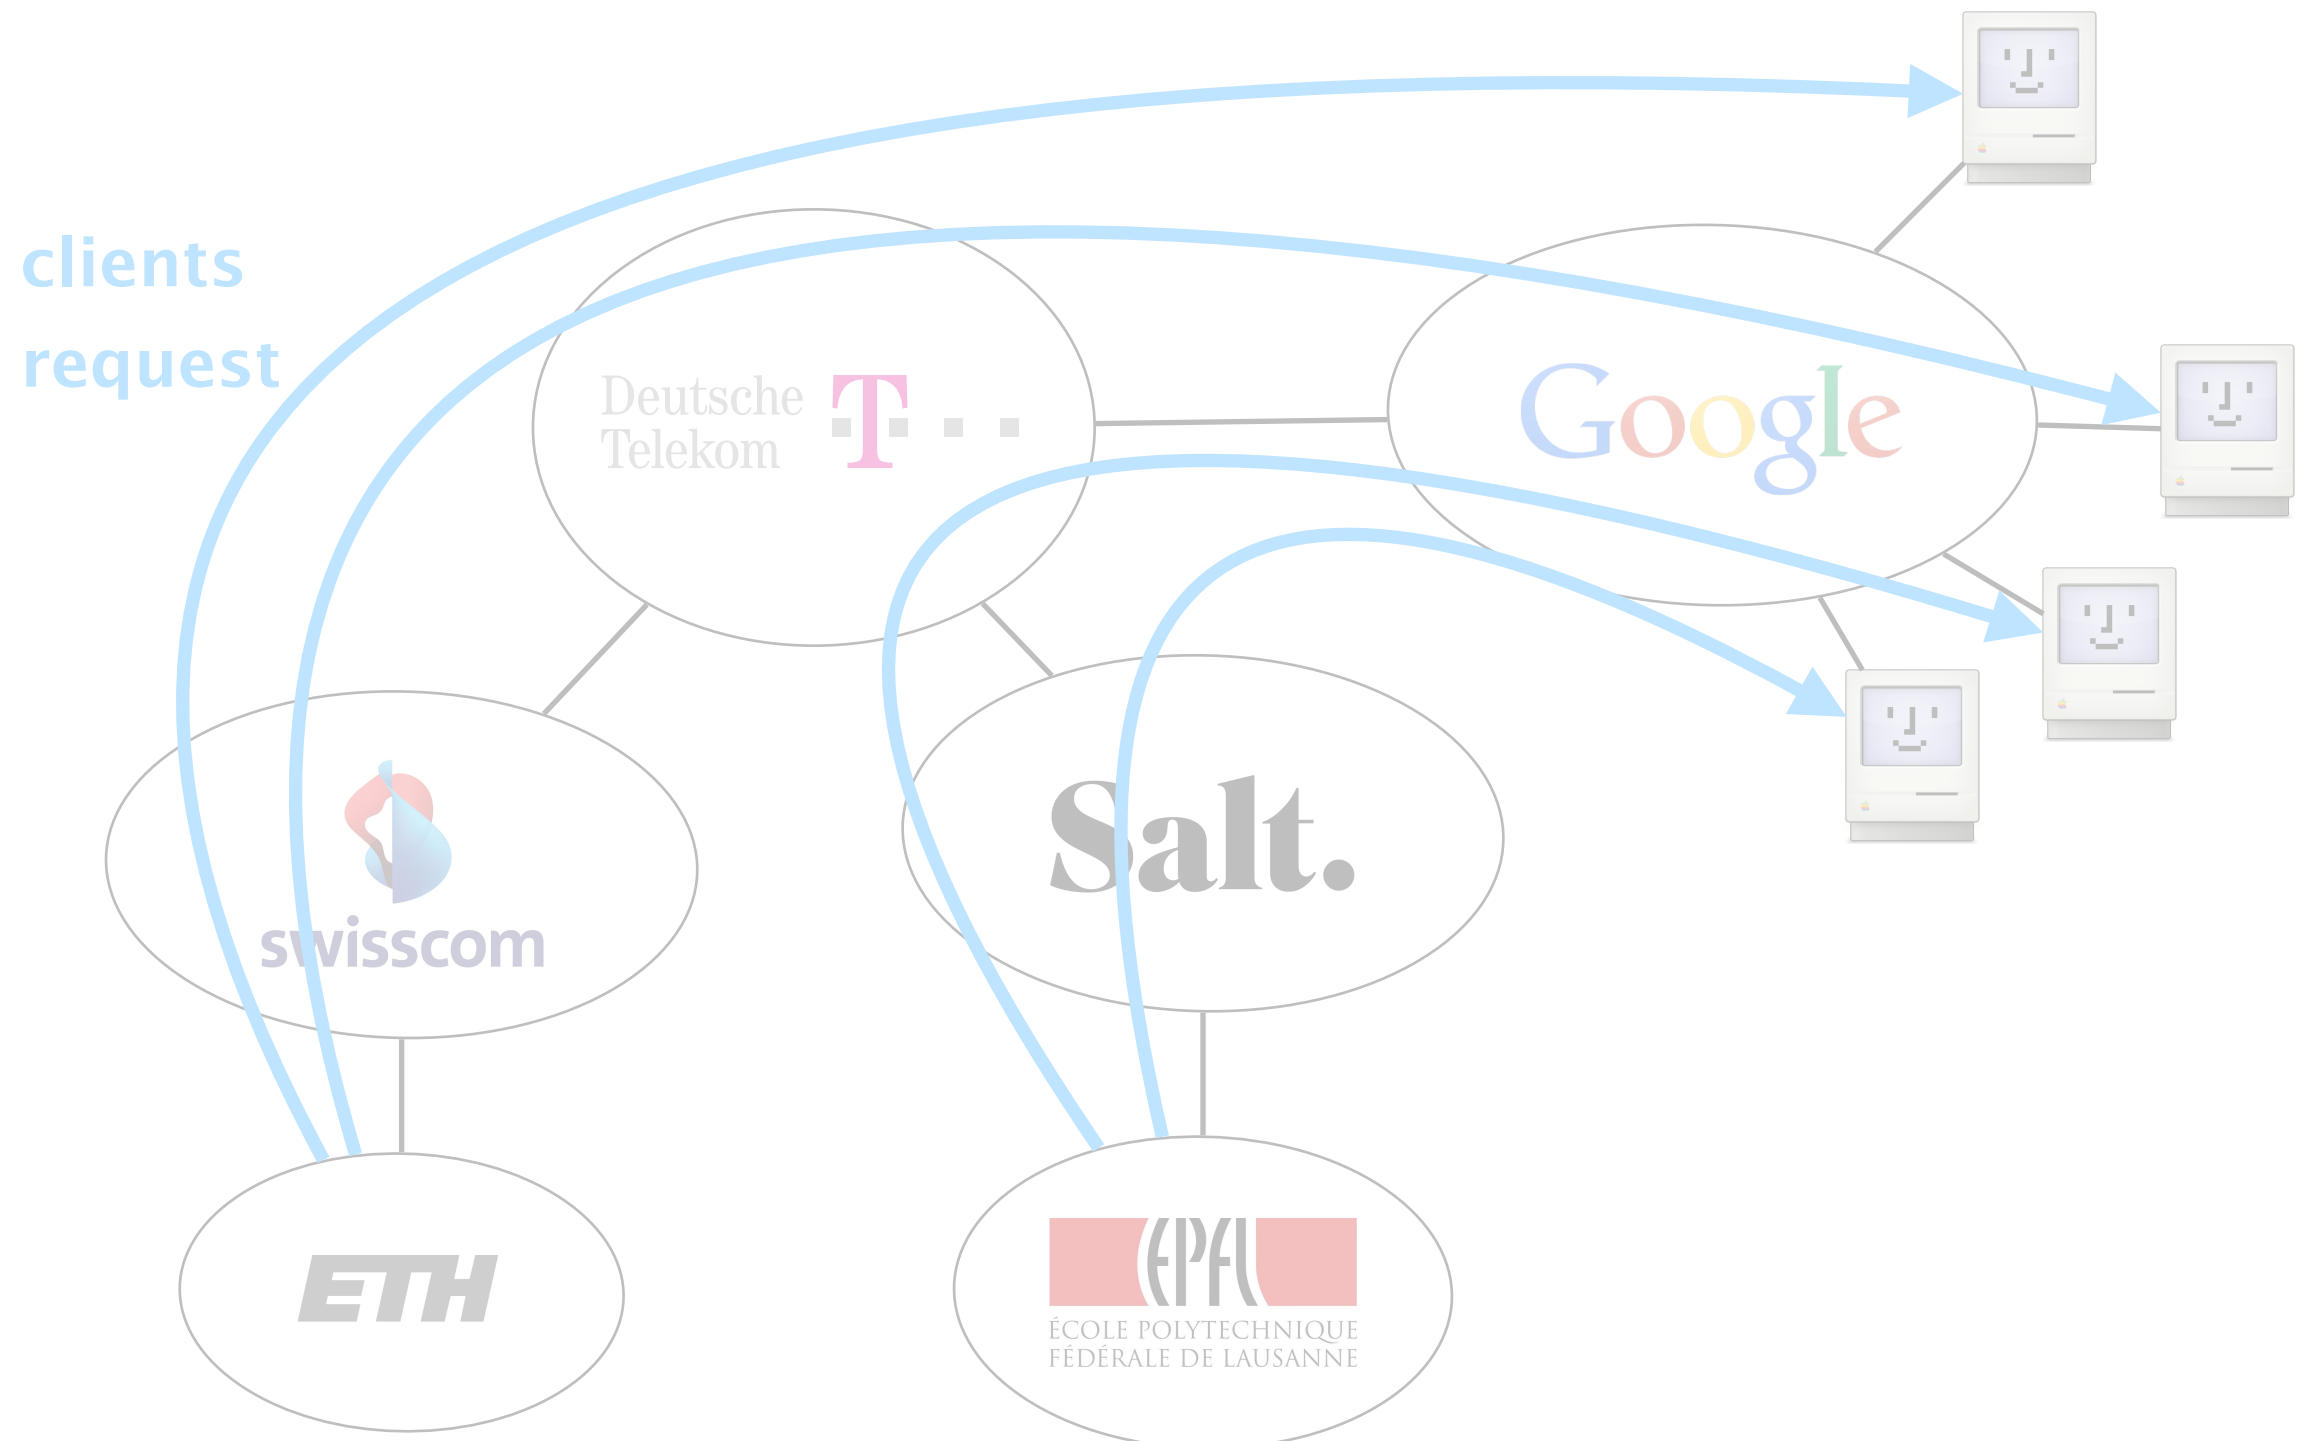 clients
request
Deutsche
Telekom
T
Google
swisscom
Salt.
ETH
EPFL
ÉCOLE POLYTECHNIQUE
FÉDÉRALE DE LAUSANNE